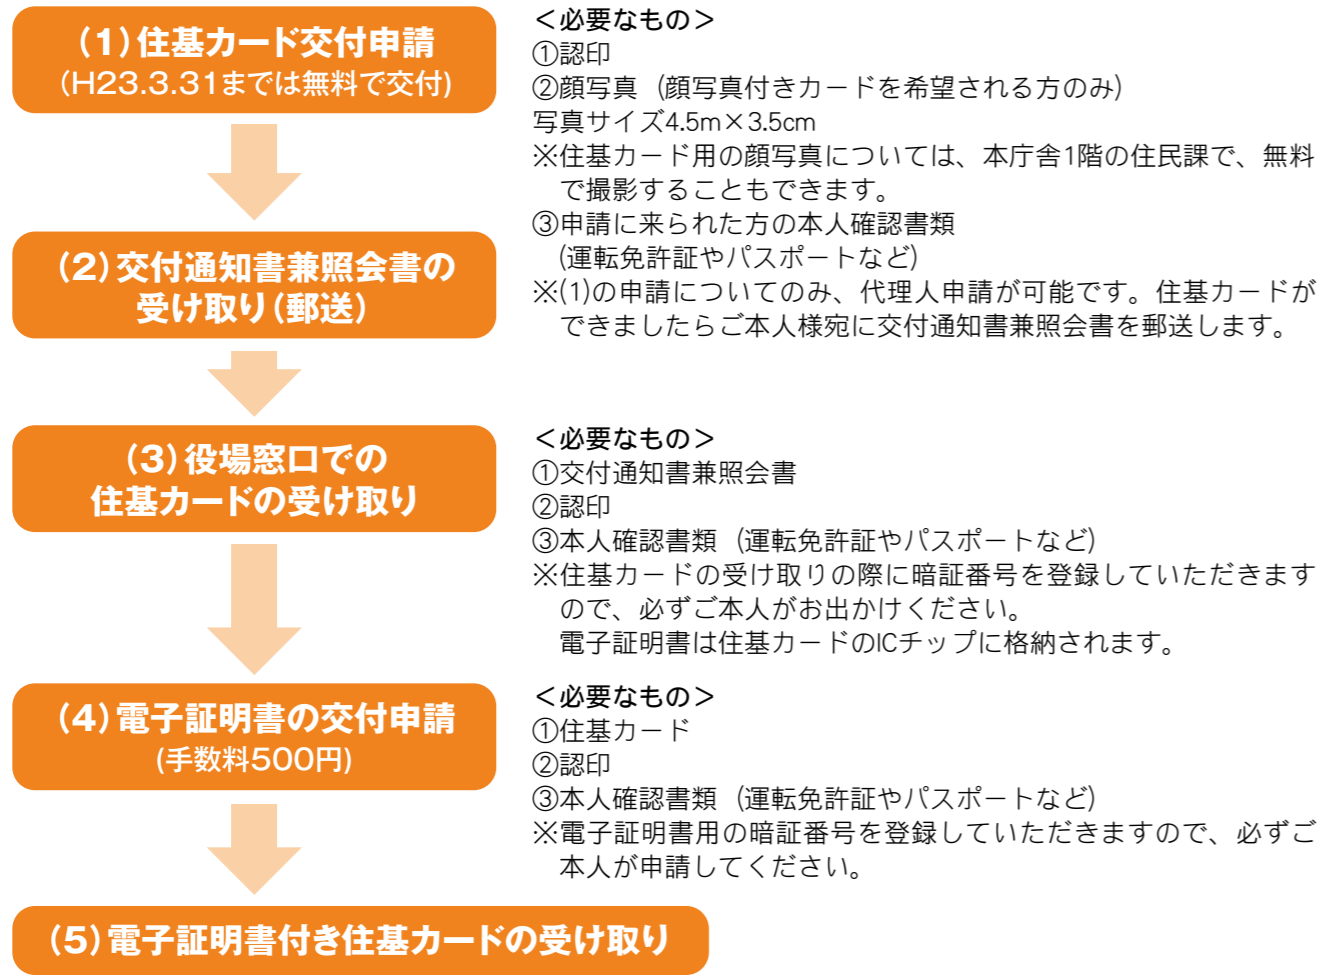 (1)住基カード交付申請
(H23.3.31までは無料で交付)
＜必要なもの＞
①認印
②顔写真（顔写真付きカードを希望される方のみ）
写真サイズ4.5m×3.5cm
※住基カード用の顔写真については、本庁舎1階の住民課で、無料
で撮影することもできます。
③申請に来られた方の本人確認書類
(運転免許証やパスポートなど)
※(1)の申請についてのみ、代理人申請が可能です。住基カードが
できましたらご本人様宛に交付通知書兼照会書を郵送します。
(2)交付通知書兼照会書の
受け取り(郵送)
(3)役場窓口での
住基カードの受け取り
＜必要なもの＞
①交付通知書兼照会書
②認印
③本人確認書類（運転免許証やパスポートなど）
※住基カードの受け取りの際に暗証番号を登録していただきます
ので、必ずご本人がお出かけください。
電子証明書は住基カードのICチップに格納されます。
(4)電子証明書の交付申請
(手数料500円)
＜必要なもの＞
①住基カード
②認印
③本人確認書類（運転免許証やパスポートなど）
※電子証明書用の暗証番号を登録していただきますので、必ずご
本人が申請してください。
(5)電子証明書付き住基カードの受け取り